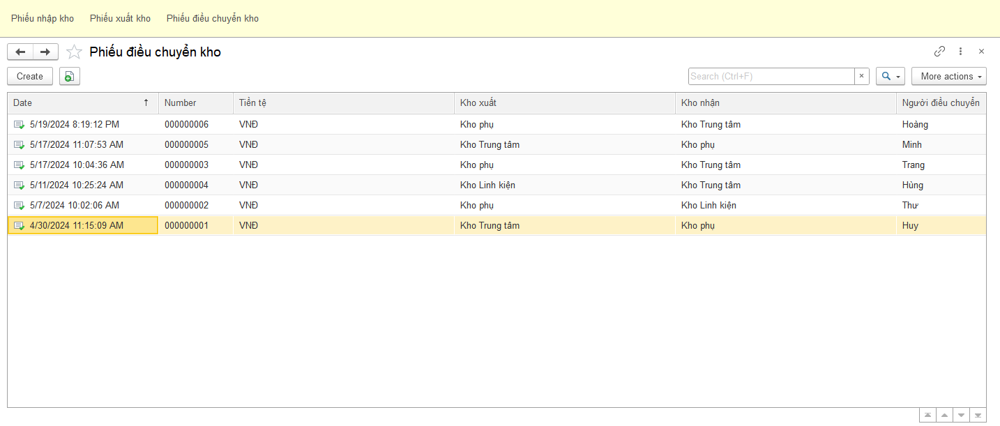 Phiếu nhập kho Phiếu xuất kho Phiếu điều chuyển kho
Phiếu điều chuyển kho
Create Search (Ctrl+F) × More actions
Date ↑ Number Tiền tệ Kho xuất Kho nhận Người điều chuyển
5/19/2024 8:19:12 PM 000000006 VNĐ Kho phụ Kho Trung tâm Hoàng
5/17/2024 11:07:53 AM 000000005 VNĐ Kho Trung tâm Kho phụ Minh
5/17/2024 10:04:36 AM 000000003 VNĐ Kho phụ Kho Trung tâm Trang
5/11/2024 10:25:24 AM 000000004 VNĐ Kho Linh kiện Kho Trung tâm Hùng
5/7/2024 10:02:06 AM 000000002 VNĐ Kho phụ Kho Linh kiện Thư
4/30/2024 11:15:09 AM 000000001 VNĐ Kho Trung tâm Kho phụ Huy